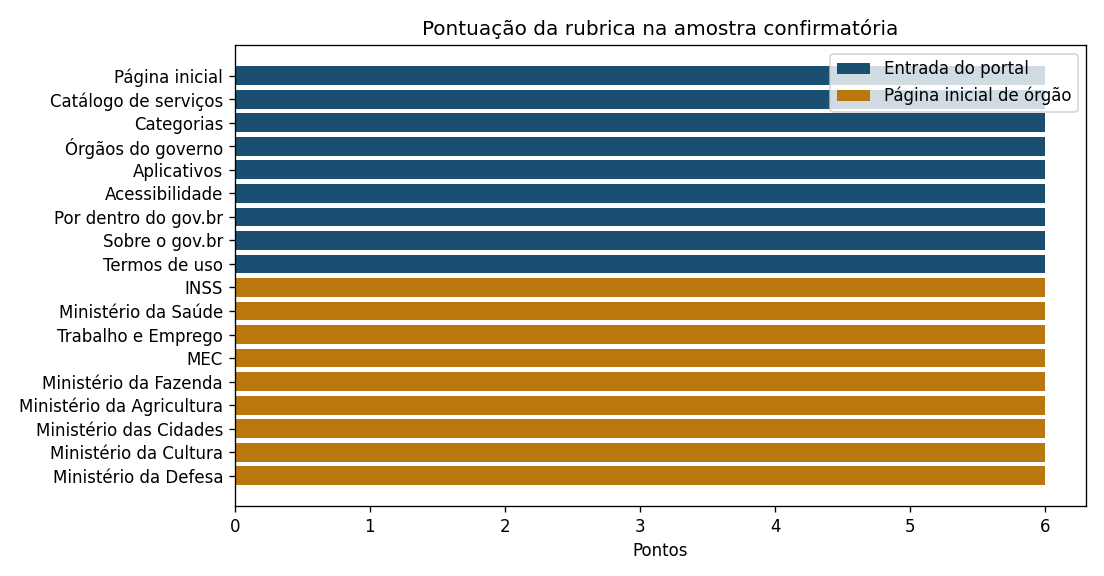 Pontuação da rubrica na amostra confirmatória
Entrada do portal
Página inicial de órgão
Página inicial
Catálogo de serviços
Categorias
Órgãos do governo
Aplicativos
Acessibilidade
Por dentro do gov.br
Sobre o gov.br
Termos de uso
INSS
Ministério da Saúde
Trabalho e Emprego
MEC
Ministério da Fazenda
Ministério da Agricultura
Ministério das Cidades
Ministério da Cultura
Ministério da Defesa
0 1 2 3 4 5 6
Pontos